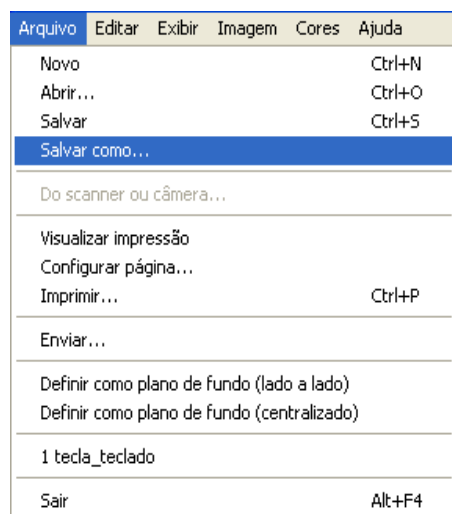 Arquivo Editar Exibir Imagem Cores Ajuda
Novo Ctrl+N
Abrir... Ctrl+O
Salvar Ctrl+S
Salvar como...
Do scanner ou câmera...
Visualizar impressão
Configurar página...
Imprimir... Ctrl+P
Enviar...
Definir como plano de fundo (lado a lado)
Definir como plano de fundo (centralizado)
1 tecla_teclado
Sair Alt+F4